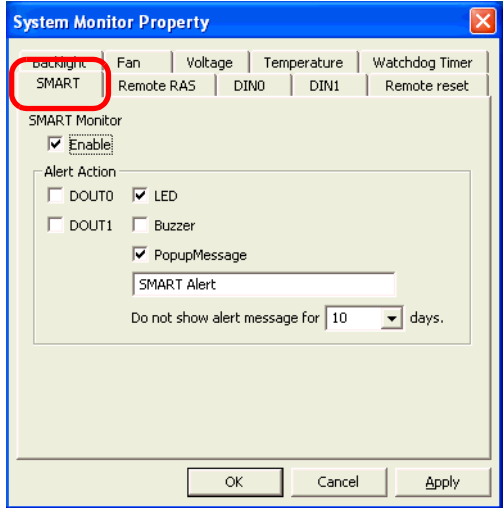 System Monitor Property
Backlight Fan Voltage Temperature Watchdog Timer
SMART Remote RAS DIN0 DIN1 Remote reset
SMART Monitor
Enable
Alert Action
DOUT0 LED
DOUT1 Buzzer
PopupMessage
SMART Alert
Do not show alert message for 10 days.
OK Cancel Apply